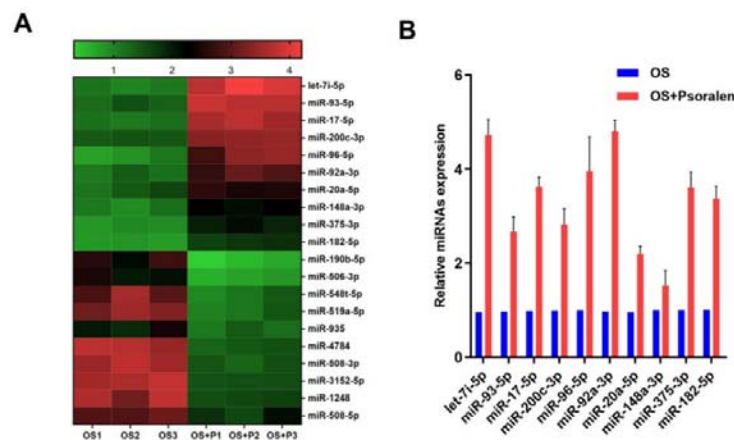 A
1 2 3 4
let-7i-5p
miR-93-5p
miR-17-5p
miR-200c-3p
miR-96-5p
miR-92a-3p
miR-20a-5p
miR-148a-3p
miR-375-3p
miR-182-5p
miR-190b-5p
miR-506-3p
miR-548t-5p
miR-519a-5p
miR-935
miR-4784
miR-508-3p
miR-3152-5p
miR-1248
miR-508-5p
OS1 OS2 OS3 OS+P1 OS+P2 OS+P3
B
OS
OS+Psoralen
Relative miRNAs expression
6
4
2
0
let-7i-5p
miR-93-5p
miR-17-5p
miR-200c-3p
miR-96-5p
miR-92a-3p
miR-20a-5p
miR-148a-3p
miR-375-3p
miR-182-5p